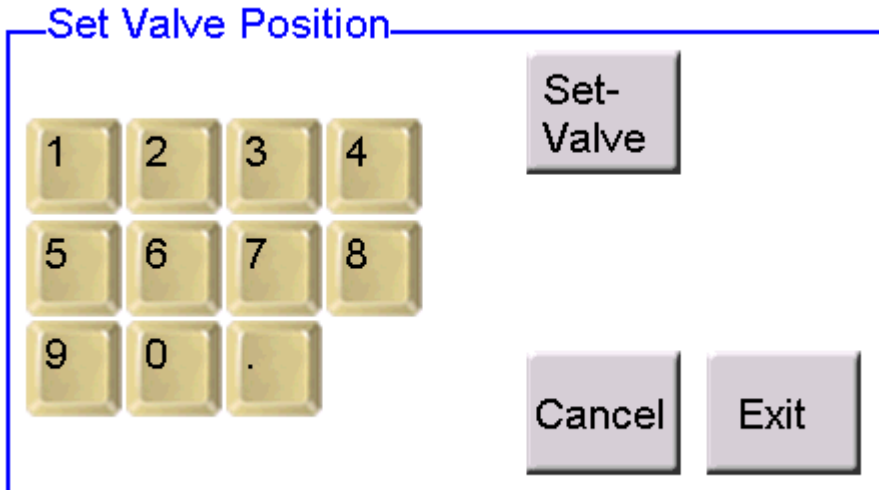 Set Valve Position
Set-
Valve
1 2 3 4
5 6 7 8
9 0 .
Cancel Exit